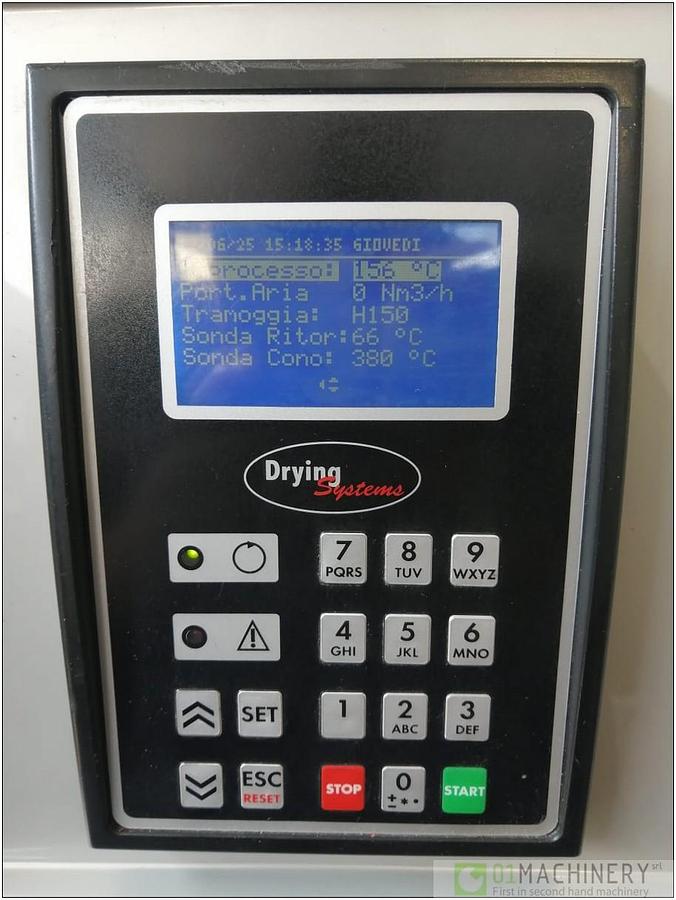 06/25 15:18:35 GIOVEDI
processo: 156 °C
Port.Aria 0 Nm3/h
Tramoggia: H150
Sonda Ritor:66 °C
Sonda Cono: 380 °C
Drying
Systems
7 8 9
PQRS TUV WXYZ
4 5 6
GHI JKL MNO
SET 1 2 3
ABC DEF
ESC STOP 0 START
RESET ± * •
01MACHINERY srl
First in second hand machinery